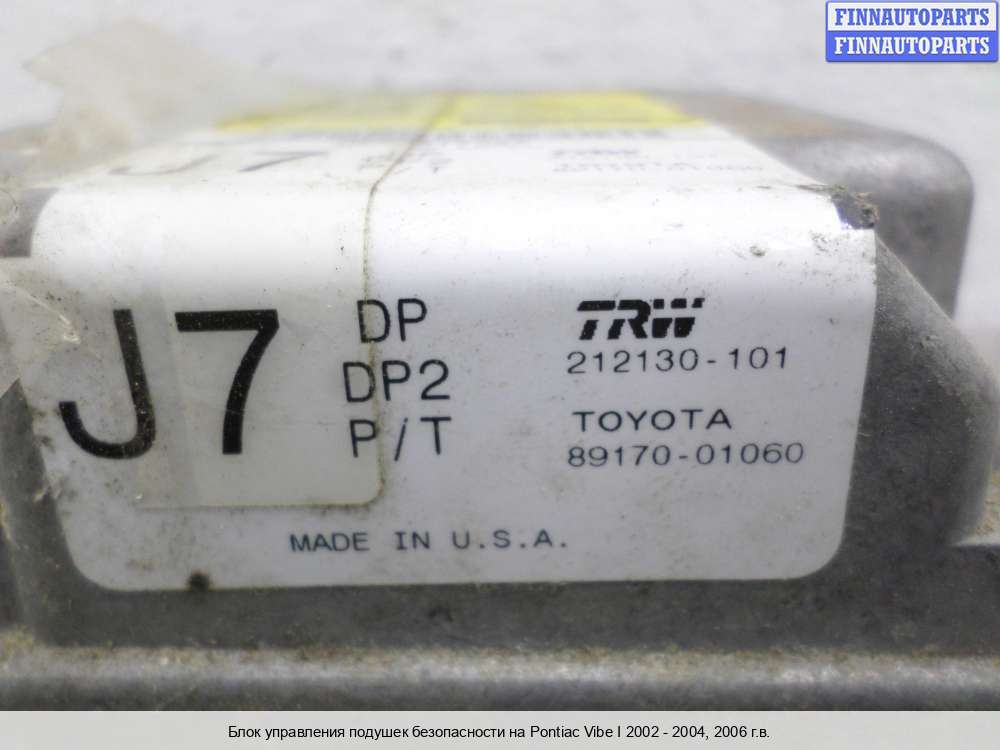 FINNAUTOPARTS
FINNAUTOPARTS
J7
J7
DP
DP2
P/T
TRW
212130-101
TOYOTA
89170-01060
MADE IN U.S.A.
Блок управления подушек безопасности на Pontiac Vibe I 2002 - 2004, 2006 г.в.